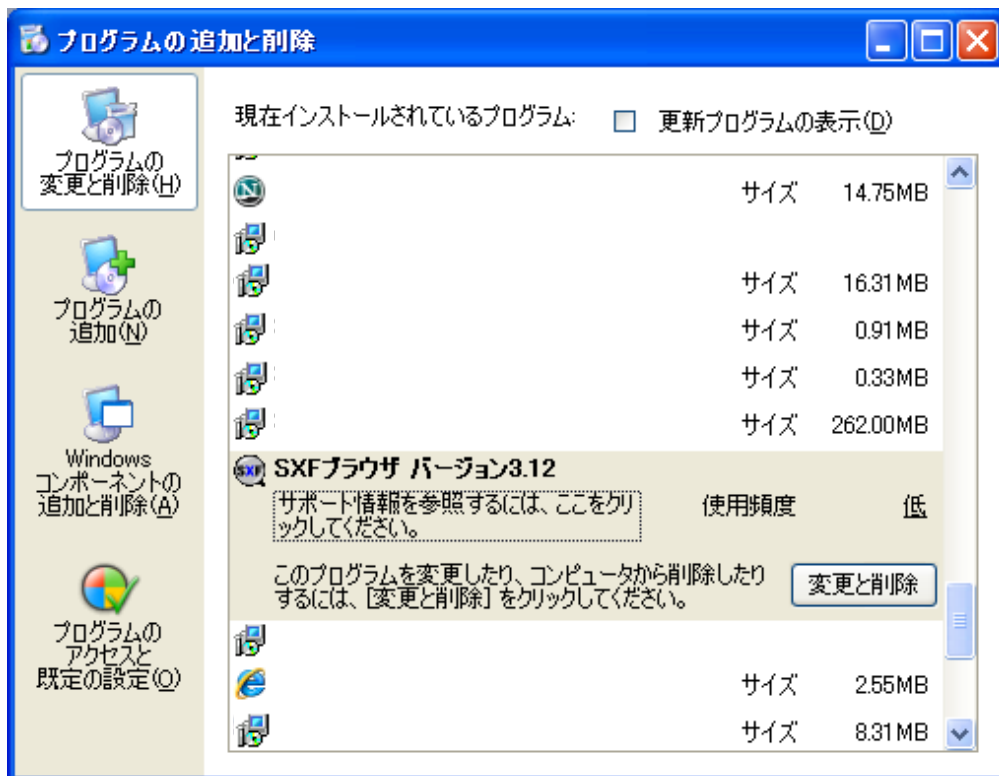 プログラムの追加と削除
現在インストールされているプログラム:
更新プログラムの表示(D)
プログラムの
変更と削除(H)
プログラムの
追加(N)
Windows
コンポーネントの
追加と削除(A)
プログラムの
アクセスと
既定の設定(O)
サイズ 14.75MB
サイズ 16.31MB
サイズ 0.91MB
サイズ 0.33MB
サイズ 262.00MB
SXF SXFブラウザ バージョン3.12
サポート情報を参照するには、ここをクリ
ックしてください。
使用頻度 低
このプログラムを変更したり、コンピュータから削除したり
するには、[変更と削除] をクリックしてください。
変更と削除
サイズ 2.55MB
サイズ 8.31MB